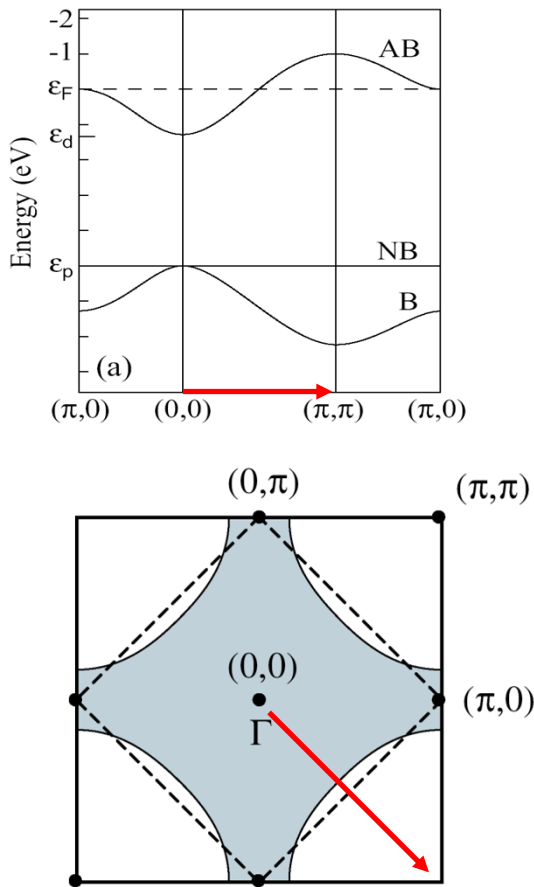 -2
-1
AB
εF
εd
Energy (eV)
εp
NB
B
(a)
(π,0)
(0,0)
(π,π)
(π,0)
(0,π)
(π,π)
(0,0)
(π,0)
Γ